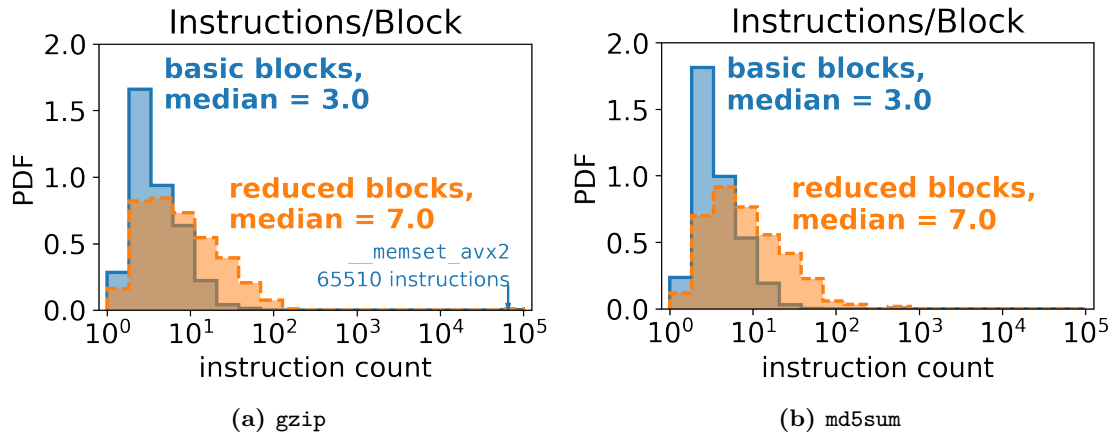 Instructions/Block
2.0
1.5
1.0
0.5
0.0
PDF
basic blocks,
median = 3.0
reduced blocks,
median = 7.0
__memset_avx2
65510 instructions
10^0 10^1 10^2 10^3 10^4 10^5
instruction count
(a) gzip
Instructions/Block
2.0
1.5
1.0
0.5
0.0
PDF
basic blocks,
median = 3.0
reduced blocks,
median = 7.0
10^0 10^1 10^2 10^3 10^4 10^5
instruction count
(b) md5sum